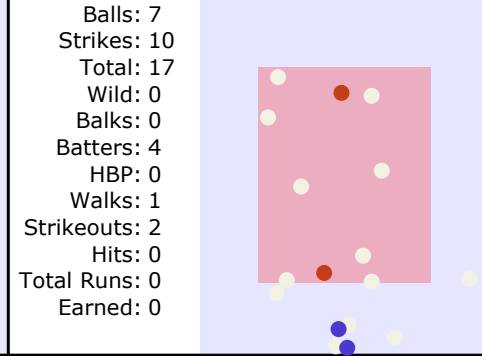 Balls: 7
Strikes: 10
Total: 17
Wild: 0
Balks: 0
Batters: 4
HBP: 0
Walks: 1
Strikeouts: 2
Hits: 0
Total Runs: 0
Earned: 0